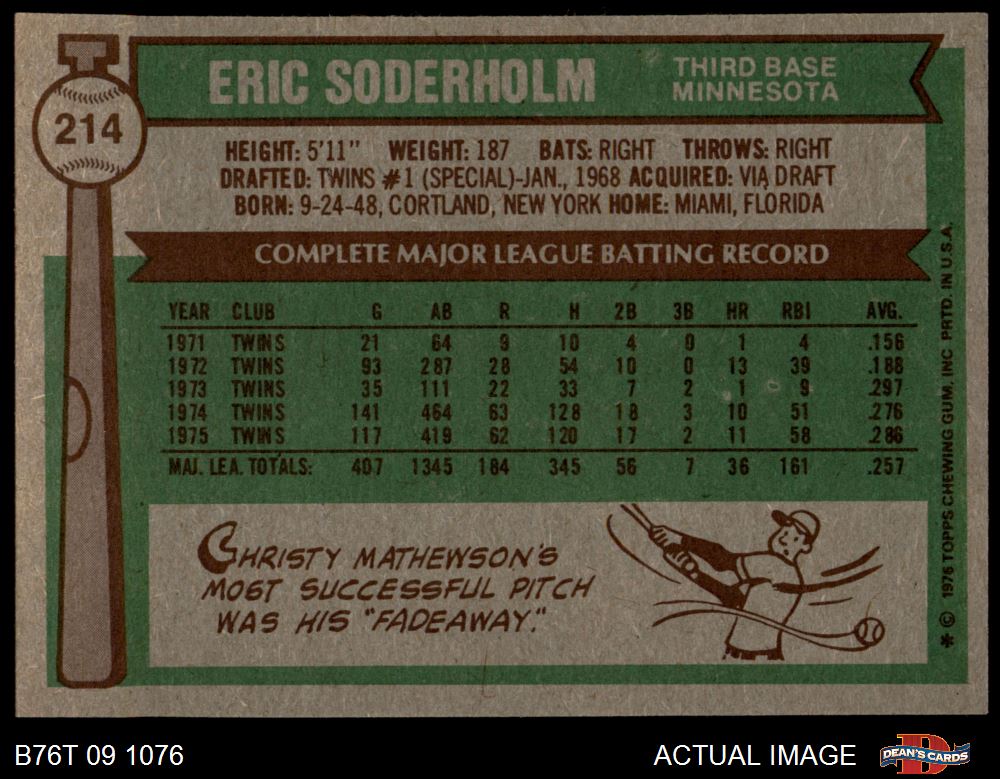 214
ERIC SODERHOLM
THIRD BASE
MINNESOTA
HEIGHT: 5'11" WEIGHT: 187 BATS: RIGHT THROWS: RIGHT
DRAFTED: TWINS #1 (SPECIAL)-JAN., 1968 ACQUIRED: VIA DRAFT
BORN: 9-24-48, CORTLAND, NEW YORK HOME: MIAMI, FLORIDA
COMPLETE MAJOR LEAGUE BATTING RECORD
YEAR CLUB G AB R H 2B 3B HR RBI AVG.
1971 TWINS 21 64 9 10 4 0 1 4 .156
1972 TWINS 93 287 28 54 10 0 13 39 .188
1973 TWINS 35 111 22 33 7 2 1 9 .297
1974 TWINS 141 464 63 128 18 3 10 51 .276
1975 TWINS 117 419 62 120 17 2 11 58 .286
MAJ. LEA. TOTALS: 407 1345 184 345 56 7 36 161 .257
CHRISTY MATHEWSON'S
MOST SUCCESSFUL PITCH
WAS HIS "FADEAWAY."
* © 1976 TOPPS CHEWING GUM, INC. PRTD. IN U.S.A.
B76T 09 1076
ACTUAL IMAGE
DEAN'S CARDS